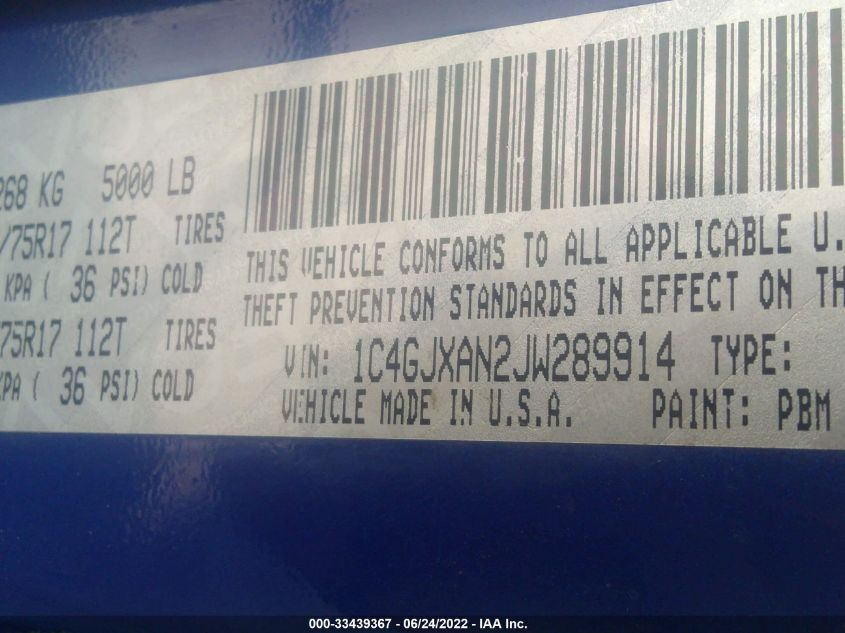 268 KG 5000 LB
/75R17 112T TIRES
KPA ( 36 PSI) COLD
75R17 112T TIRES
KPA ( 36 PSI) COLD
THIS VEHICLE CONFORMS TO ALL APPLICABLE U.
THEFT PREVENTION STANDARDS IN EFFECT ON TH
VIN: 1C4GJXAN2JW289914 TYPE:
VEHICLE MADE IN U.S.A. PAINT: PBM
000-33439367 - 06/24/2022 - IAA Inc.